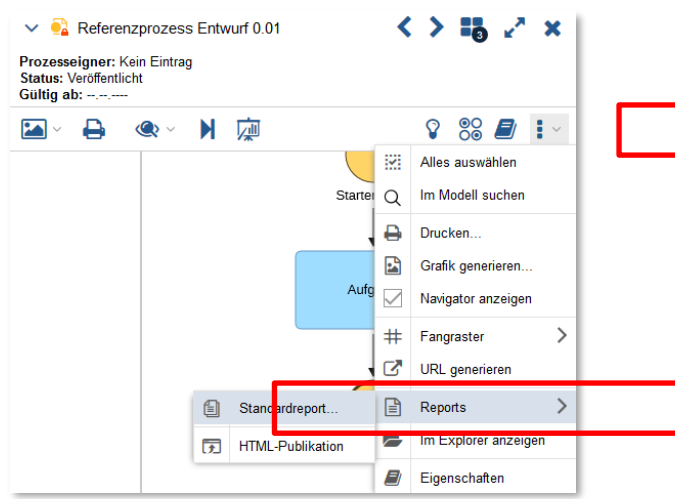 Referenzprozess Entwurf 0.01
3
Prozesseigner: Kein Eintrag
Status: Veröffentlicht
Gültig ab: --.--.----
Alles auswählen
Starte
Im Modell suchen
Drucken...
Grafik generieren...
Aufg
Navigator anzeigen
Fangraster
URL generieren
Standardreport...
Reports
HTML-Publikation
Im Explorer anzeigen
Eigenschaften